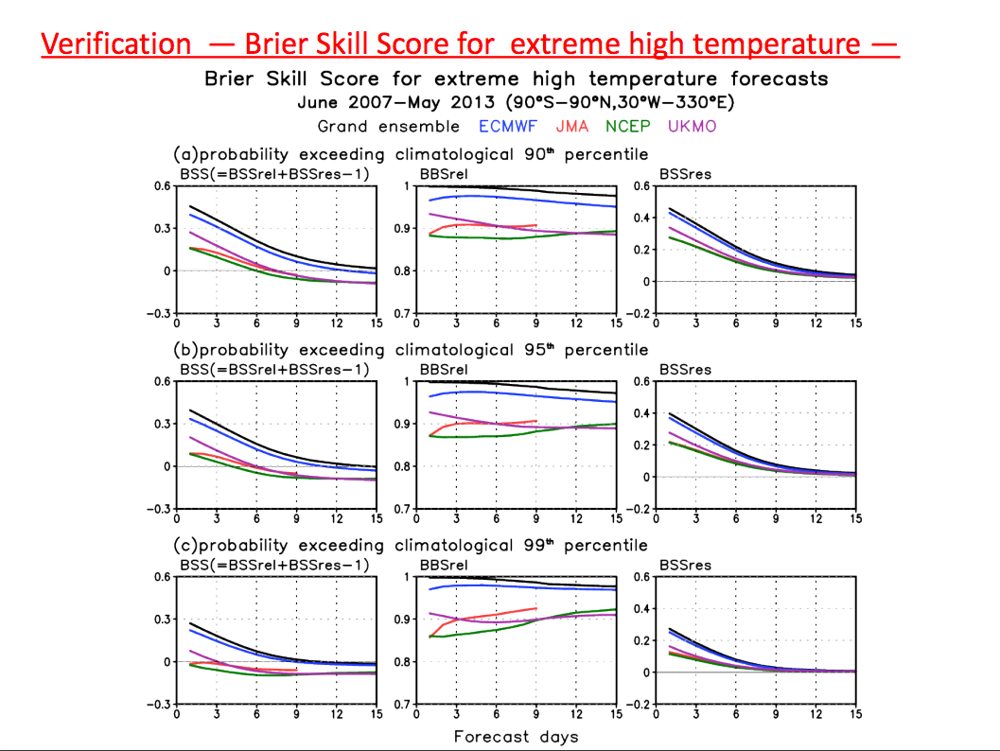 Verification — Brier Skill Score for extreme high temperature —
Brier Skill Score for extreme high temperature forecasts
June 2007−May 2013 (90°S−90°N,30°W−330°E)
Grand ensemble ECMWF JMA NCEP UKMO
(a)probability exceeding climatological 90th percentile
BSS(=BSSrel+BSSres−1) BBSrel BSSres
0.6 1 0.6
0.3 0.9 0.4
0 0.8 0.2
0
−0.3 0.7 −0.2
0 3 6 9 12 15 0 3 6 9 12 15 0 3 6 9 12 15
(b)probability exceeding climatological 95th percentile
BSS(=BSSrel+BSSres−1) BBSrel BSSres
0.6 1 0.6
0.3 0.9 0.4
0 0.8 0.2
0
−0.3 0.7 −0.2
0 3 6 9 12 15 0 3 6 9 12 15 0 3 6 9 12 15
(c)probability exceeding climatological 99th percentile
BSS(=BSSrel+BSSres−1) BBSrel BSSres
0.6 1 0.6
0.3 0.9 0.4
0 0.8 0.2
0
−0.3 0.7 −0.2
0 3 6 9 12 15 0 3 6 9 12 15 0 3 6 9 12 15
Forecast days